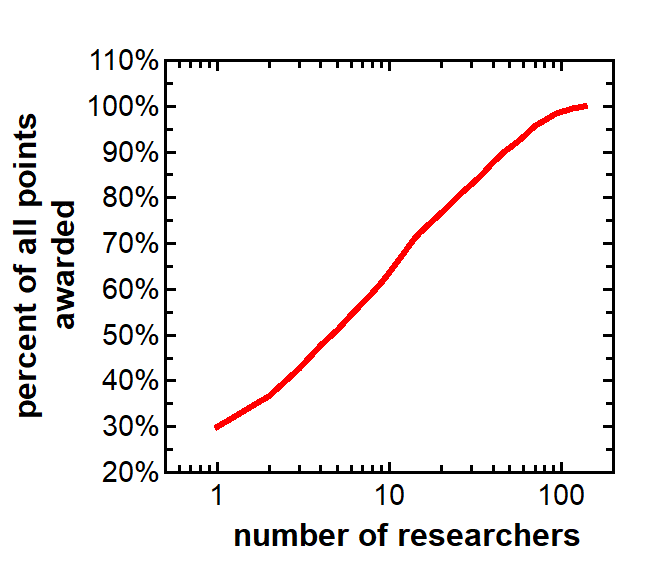 110%
100%
90%
80%
70%
60%
50%
40%
30%
20%
percent of all points
awarded
1 10 100
number of researchers